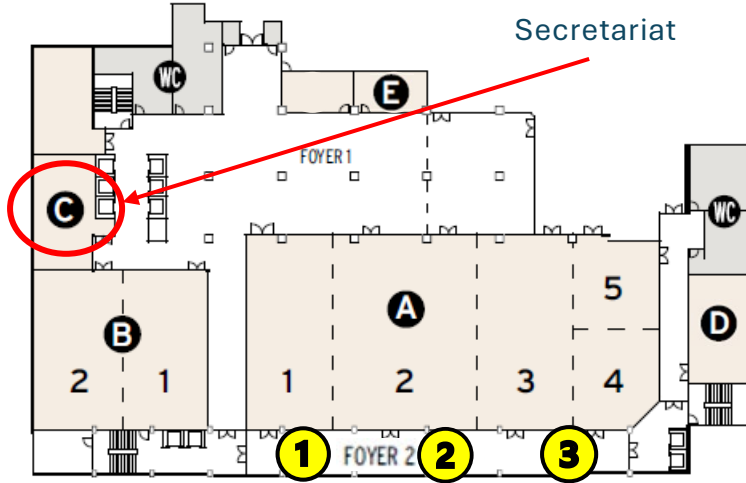 Secretariat
WC
E
FOYER 1
C
WC
5
A
D
B
2 1 1 2 3 4
1 FOYER 2 2 3